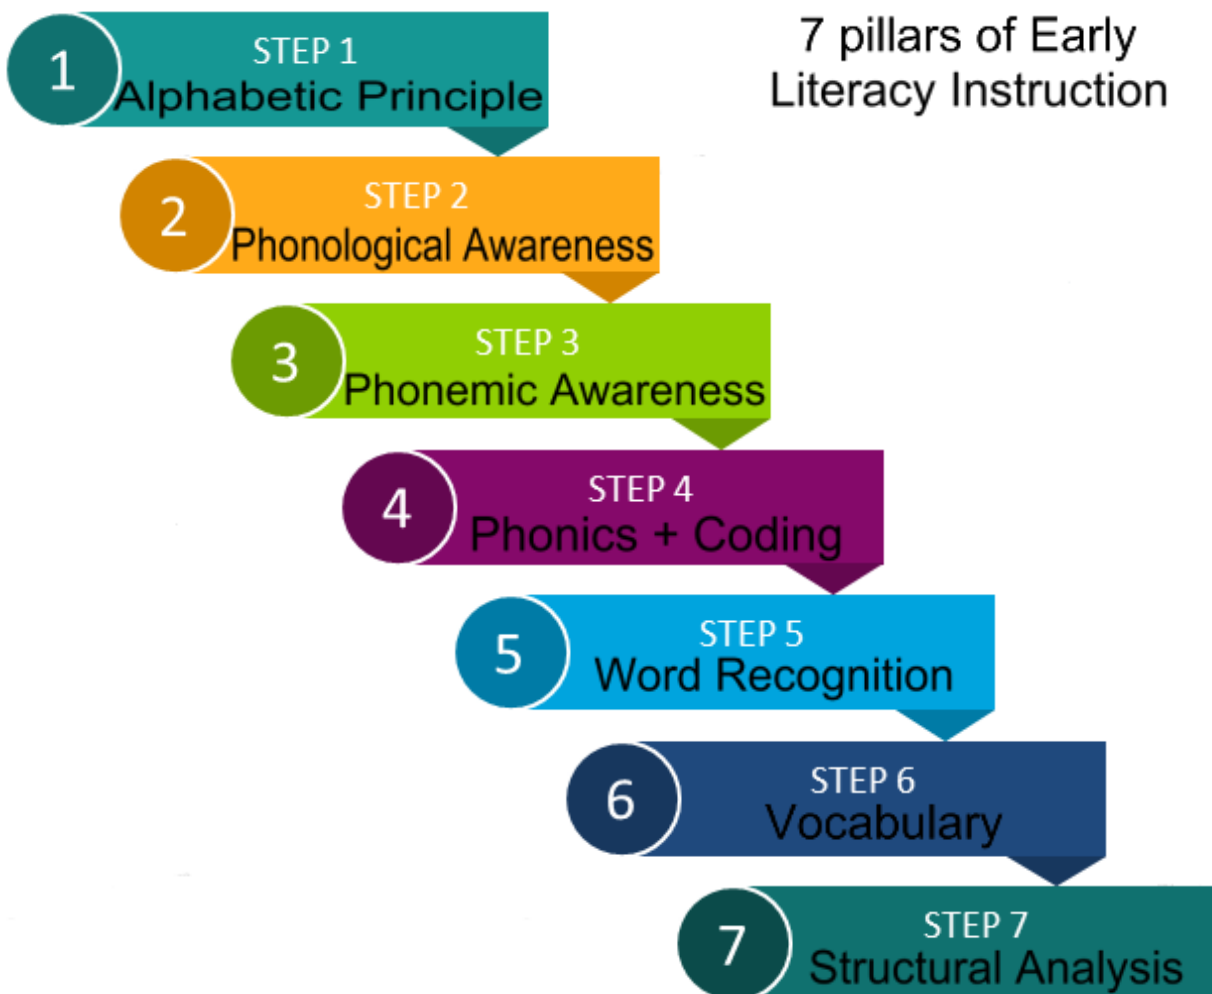 7 pillars of Early
Literacy Instruction
1
STEP 1
Alphabetic Principle
2
STEP 2
Phonological Awareness
3
STEP 3
Phonemic Awareness
4
STEP 4
Phonics + Coding
5
STEP 5
Word Recognition
6
STEP 6
Vocabulary
7
STEP 7
Structural Analysis